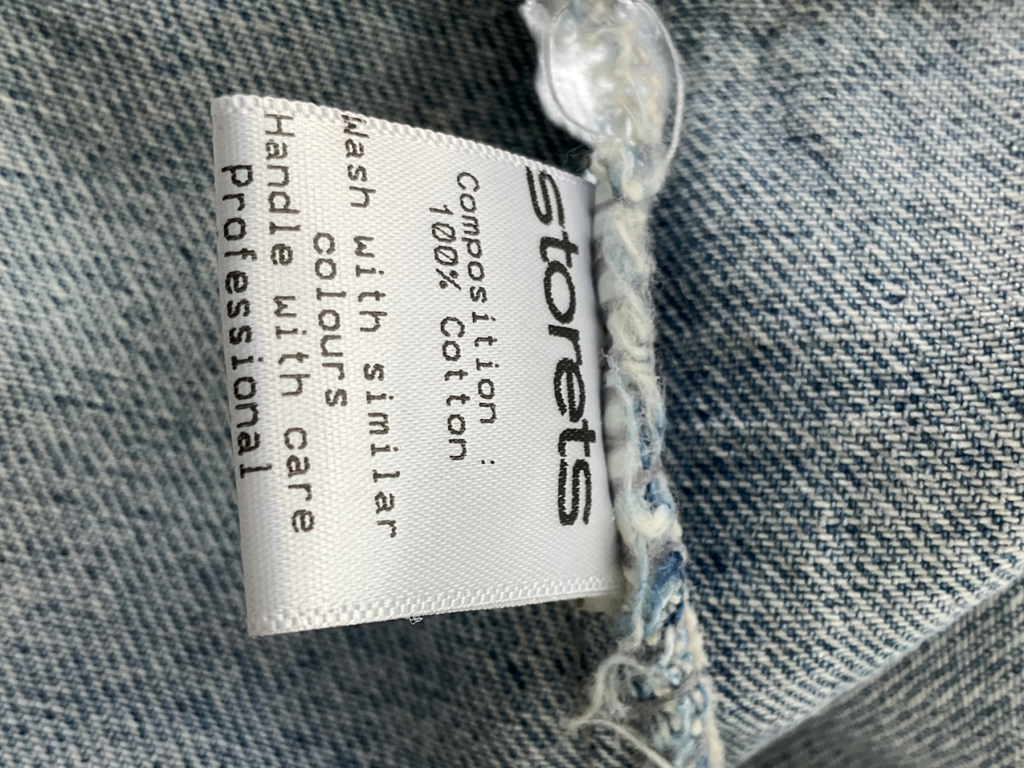 storets
Composition :
100% Cotton
Wash with similar
colours
Handle with care
professional